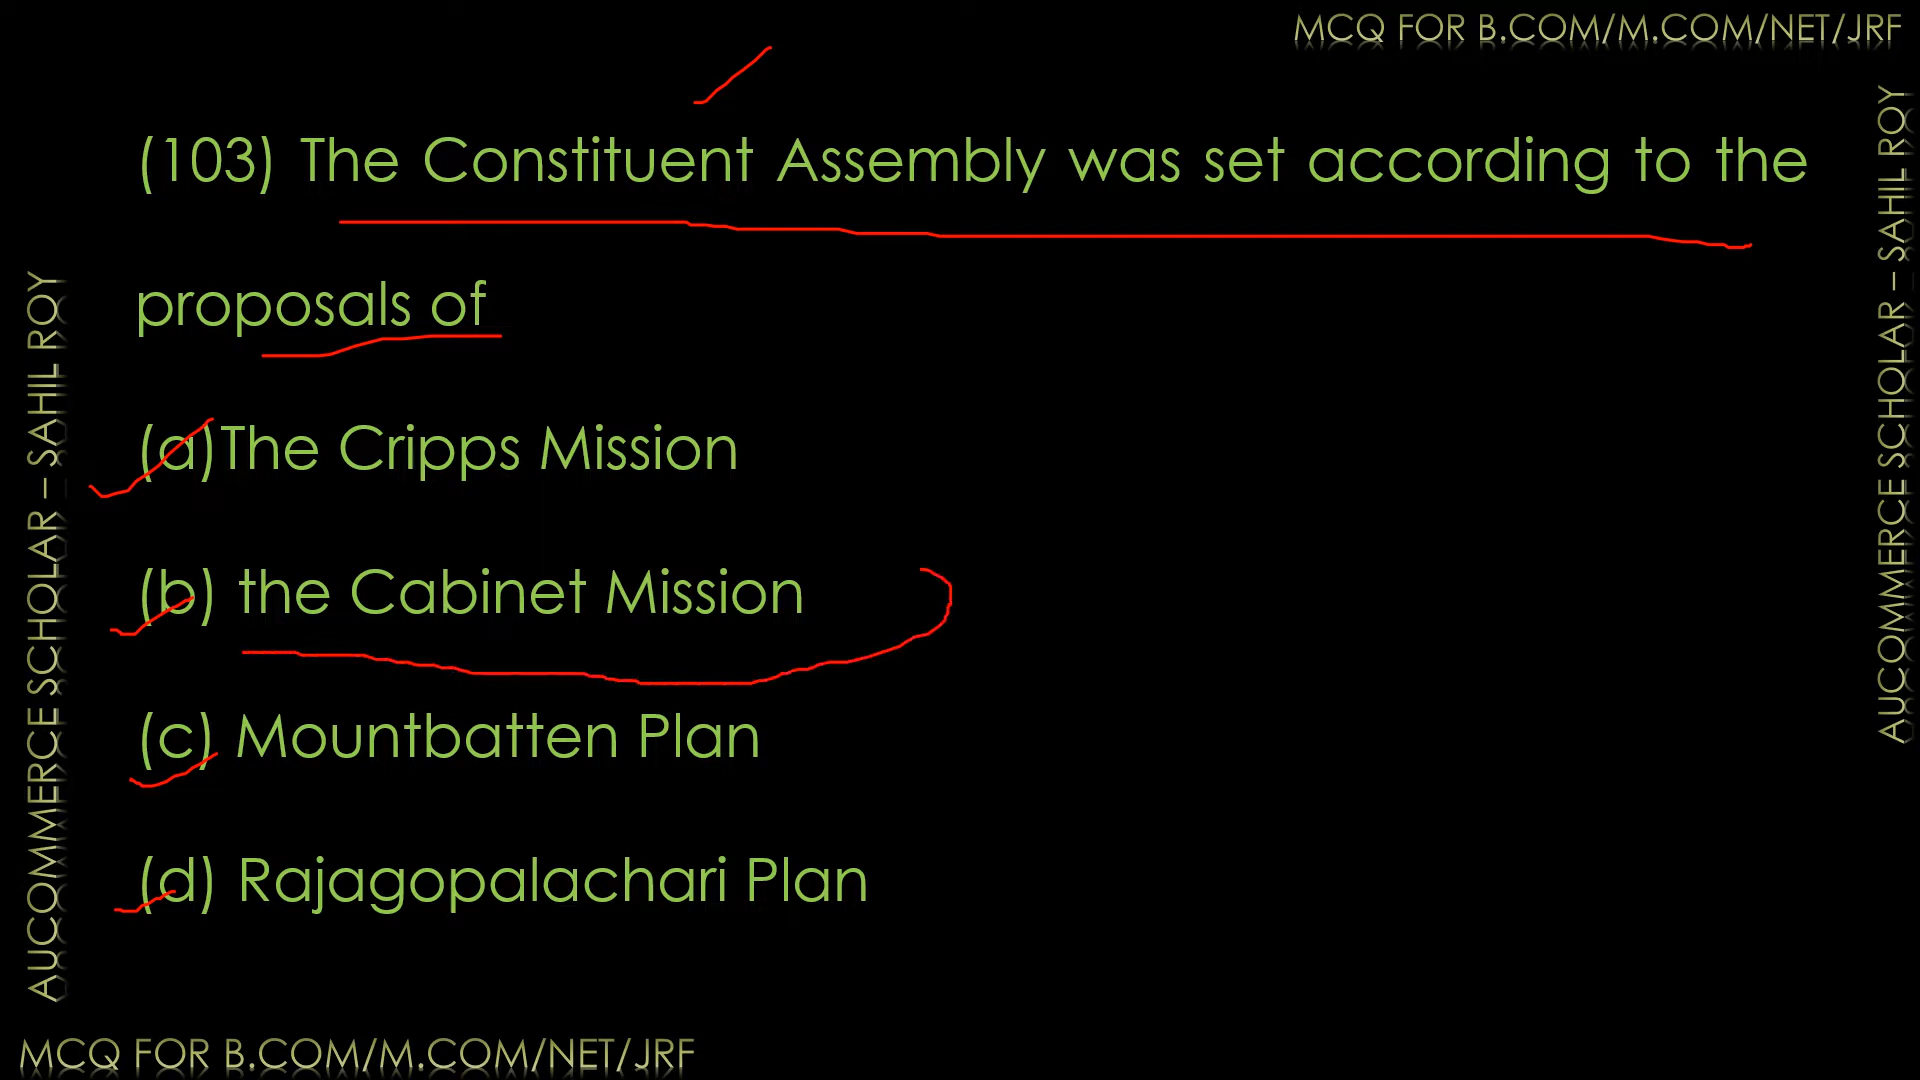 MCQ FOR B.COM/M.COM/NET/JRF
(103) The Constituent Assembly was set according to the
proposals of
(a)The Cripps Mission
(b) the Cabinet Mission
(c) Mountbatten Plan
(d) Rajagopalachari Plan
AUCOMMERCE SCHOLAR – SAHIL ROY
AUCOMMERCE SCHOLAR – SAHIL ROY
MCQ FOR B.COM/M.COM/NET/JRF